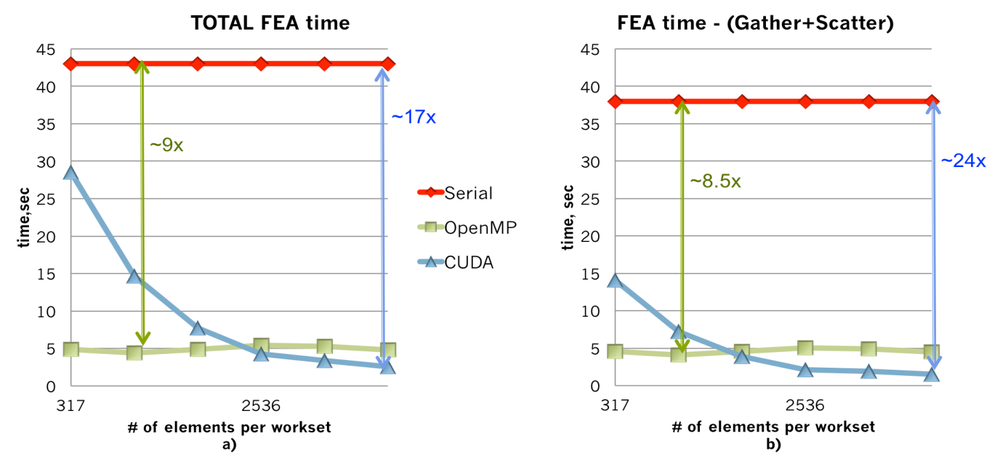 TOTAL FEA time
45
40
35
30
25
20
15
10
5
0
time,sec
~9x
~17x
317
2536
# of elements per workset
a)
Serial
OpenMP
CUDA
FEA time - (Gather+Scatter)
45
40
35
30
25
20
15
10
5
0
time, sec
~8.5x
~24x
317
2536
# of elements per workset
b)